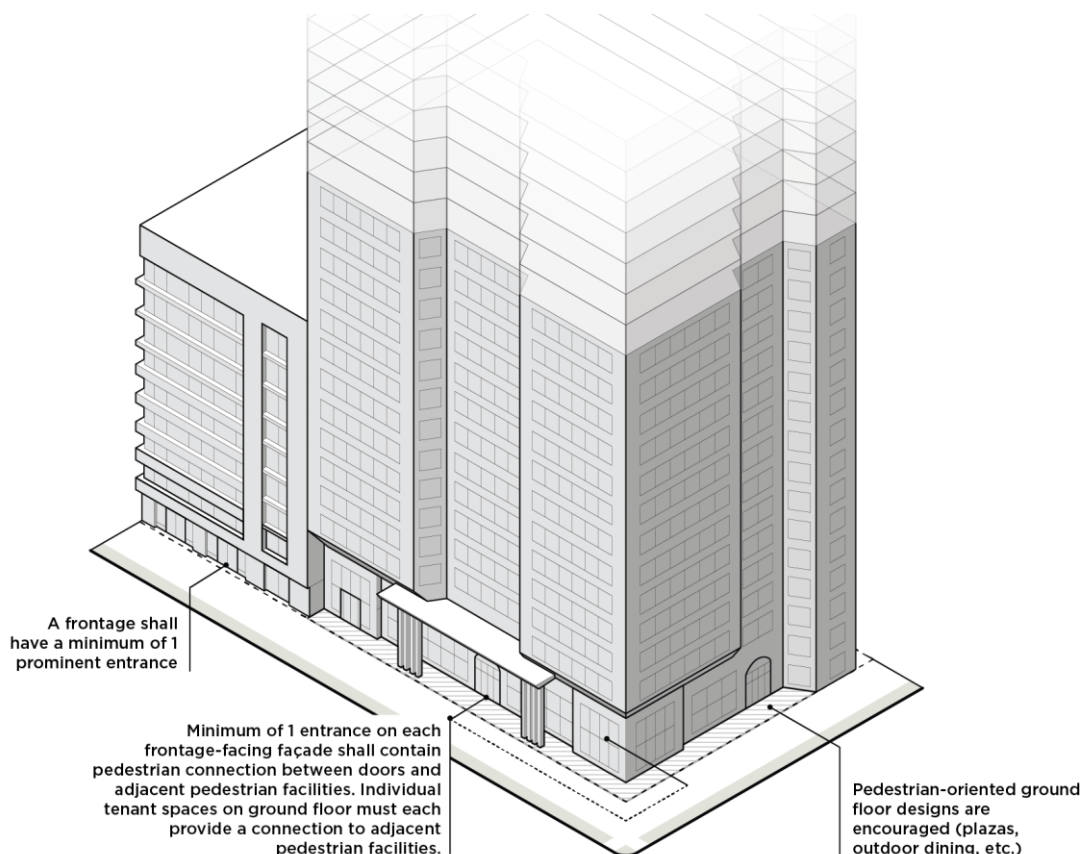 A frontage shall
have a minimum of 1
prominent entrance
Minimum of 1 entrance on each
frontage-facing façade shall contain
pedestrian connection between doors and
adjacent pedestrian facilities. Individual
tenant spaces on ground floor must each
provide a connection to adjacent
pedestrian facilities.
Pedestrian-oriented ground
floor designs are
encouraged (plazas,
outdoor dining, etc.)